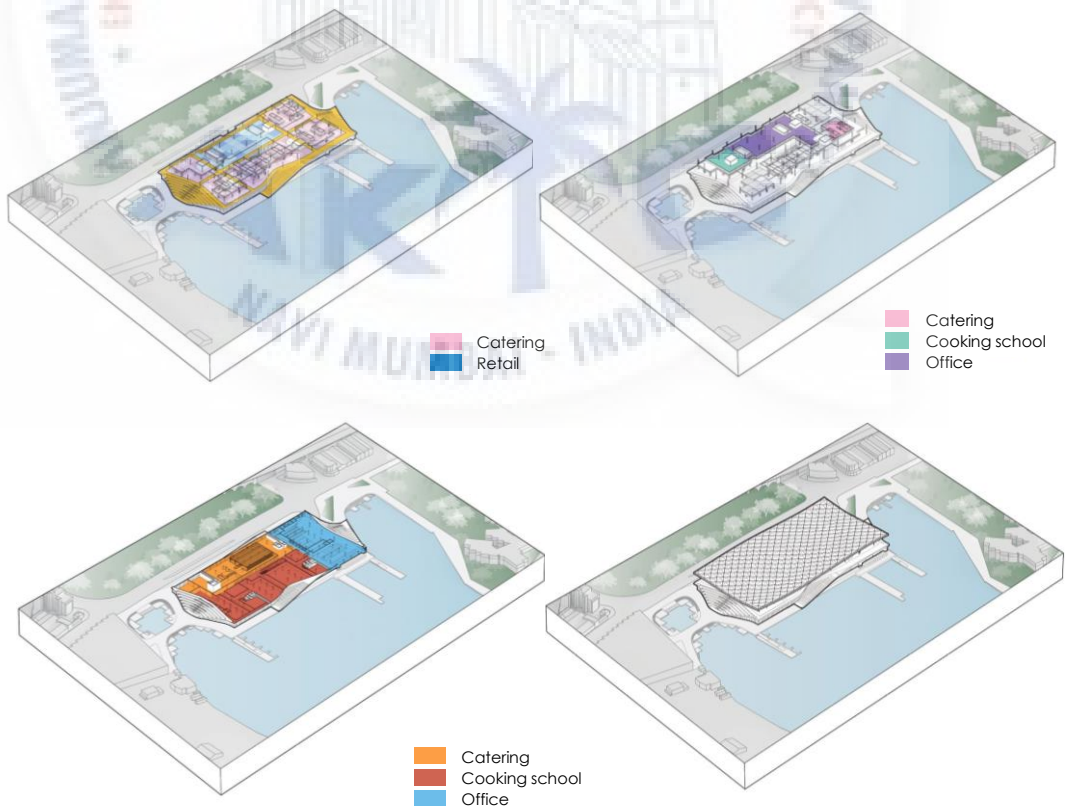 NAVI MUMBAI - INDIA
Catering
Retail
Catering
Cooking school
Office
Catering
Cooking school
Office